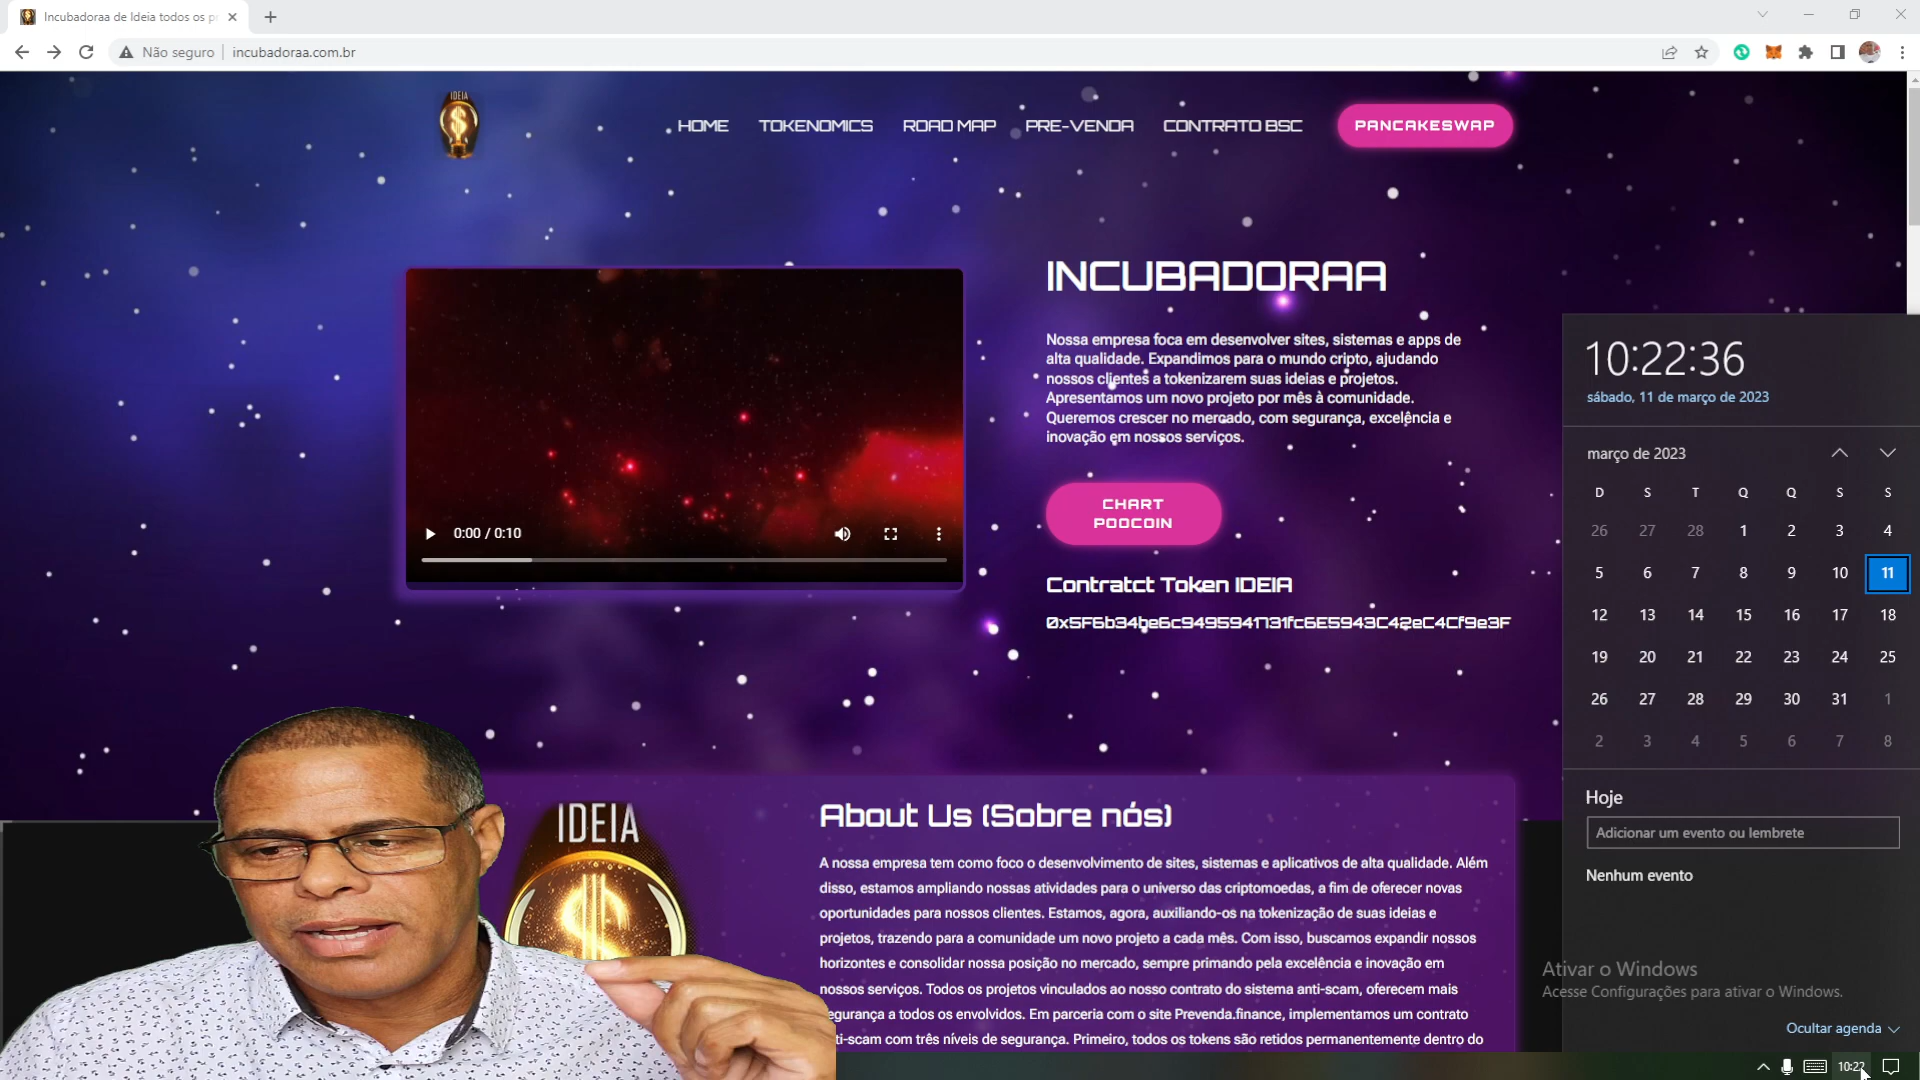 Incubadoraa de Ideia todos os pr
Não seguro
incubadoraa.com.br
IDEIA
HOME
TOKENOMICS
ROAD MAP
PRE-VENDA
CONTRATO BSC
PANCAKESWAP
INCUBADORAA
Nossa empresa foca em desenvolver sites, sistemas e apps de
alta qualidade. Expandimos para o mundo cripto, ajudando
nossos clientes a tokenizarem suas ideias e projetos.
Apresentamos um novo projeto por mês à comunidade.
Queremos crescer no mercado, com segurança, excelência e
inovação em nossos serviços.
0:00 / 0:10
CHART
POOCOIN
Contratct Token IDEIA
0x5F6b34be6c9495941731fc6E5943C42eC4Cf9e3F
IDEIA
About Us (Sobre nós)
A nossa empresa tem como foco o desenvolvimento de sites, sistemas e aplicativos de alta qualidade. Além
disso, estamos ampliando nossas atividades para o universo das criptomoedas, a fim de oferecer novas
oportunidades para nossos clientes. Estamos, agora, auxiliando-os na tokenização de suas ideias e
projetos, trazendo para a comunidade um novo projeto a cada mês. Com isso, buscamos expandir nossos
horizontes e consolidar nossa posição no mercado, sempre primando pela excelência e inovação em
nossos serviços. Todos os projetos vinculados ao nosso contrato do sistema anti-scam, oferecem mais
egurança a todos os envolvidos. Em parceria com o site Prevenda.finance, implementamos um contrato
ti-scam com três níveis de segurança. Primeiro, todos os tokens são retidos permanentemente dentro do
10:22:36
sábado, 11 de março de 2023
março de 2023
D S T Q Q S S
26 27 28 1 2 3 4
5 6 7 8 9 10 11
12 13 14 15 16 17 18
19 20 21 22 23 24 25
26 27 28 29 30 31 1
2 3 4 5 6 7 8
Hoje
Adicionar um evento ou lembrete
Nenhum evento
Ativar o Windows
Acesse Configurações para ativar o Windows.
Ocultar agenda
10:22